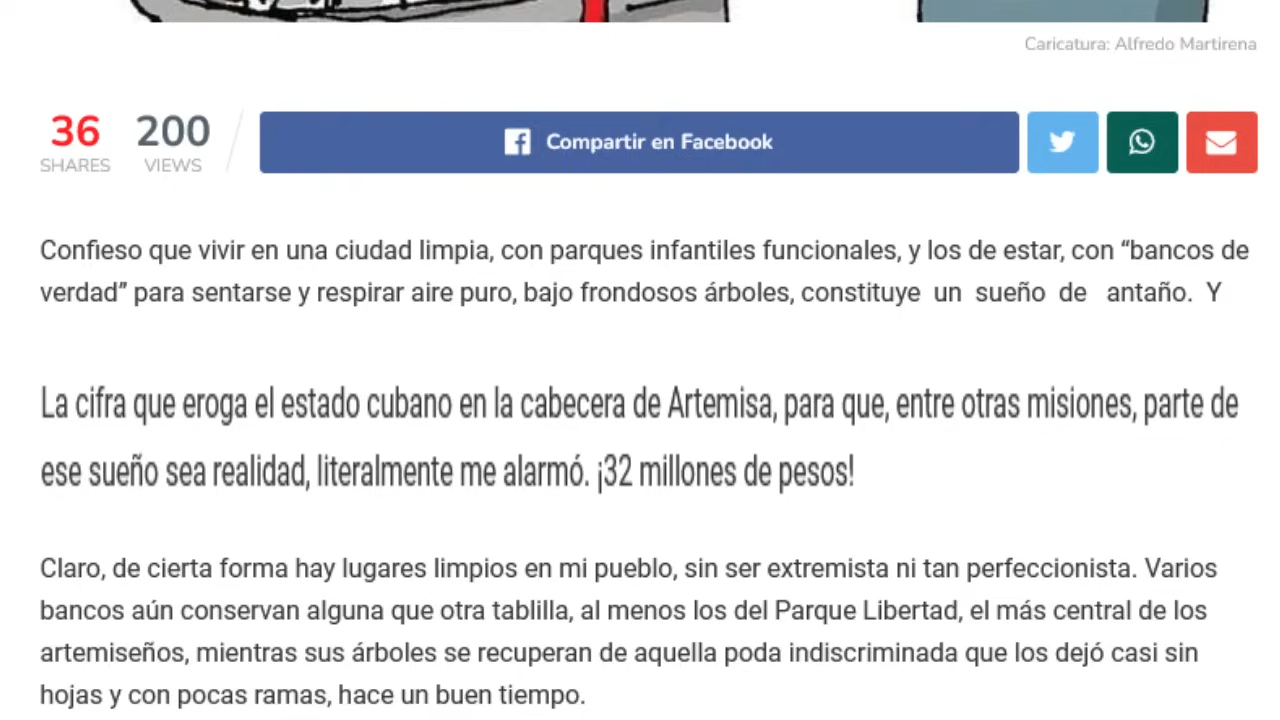 Caricatura: Alfredo Martirena
36 200
SHARES VIEWS
Compartir en Facebook
Confieso que vivir en una ciudad limpia, con parques infantiles funcionales, y los de estar, con “bancos de
verdad” para sentarse y respirar aire puro, bajo frondosos árboles, constituye un sueño de antaño. Y
La cifra que eroga el estado cubano en la cabecera de Artemisa, para que, entre otras misiones, parte de
ese sueño sea realidad, literalmente me alarmó. ¡32 millones de pesos!
Claro, de cierta forma hay lugares limpios en mi pueblo, sin ser extremista ni tan perfeccionista. Varios
bancos aún conservan alguna que otra tablilla, al menos los del Parque Libertad, el más central de los
artemiseños, mientras sus árboles se recuperan de aquella poda indiscriminada que los dejó casi sin
hojas y con pocas ramas, hace un buen tiempo.